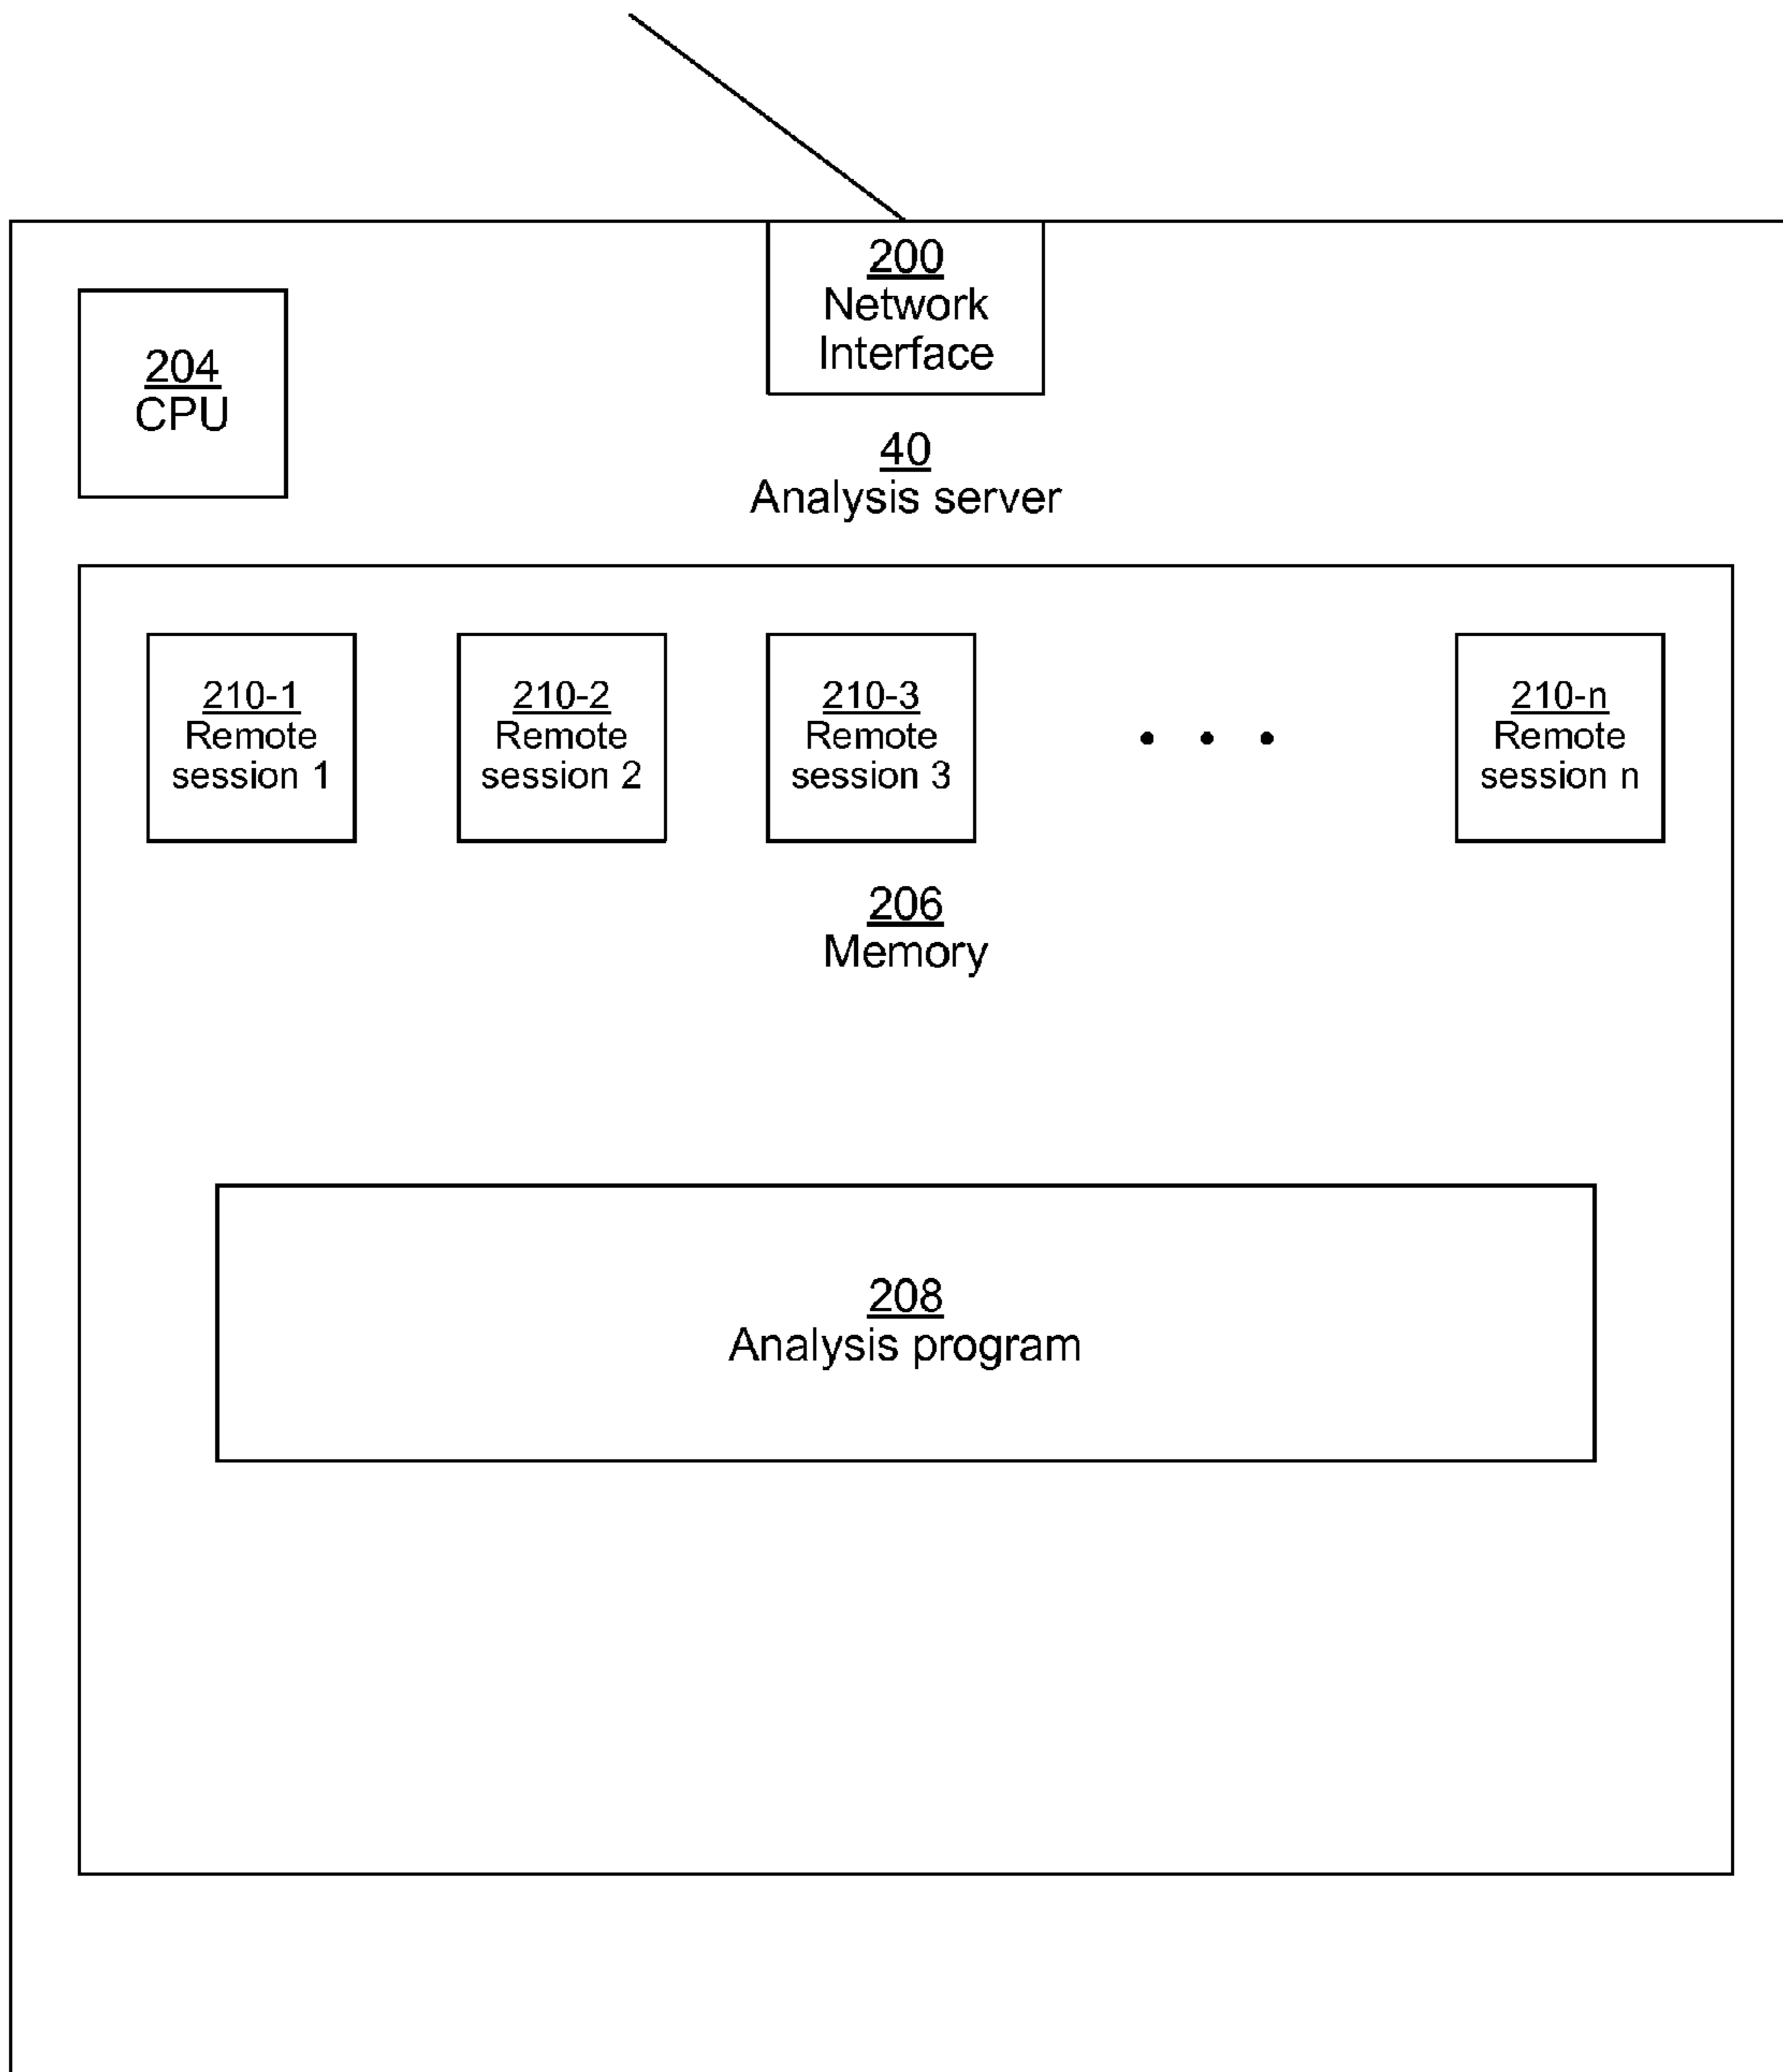 200
Network
Interface
204
CPU
40
Analysis server
210-1
Remote
session 1
210-2
Remote
session 2
210-3
Remote
session 3
• • •
210-n
Remote
session n
206
Memory
208
Analysis program